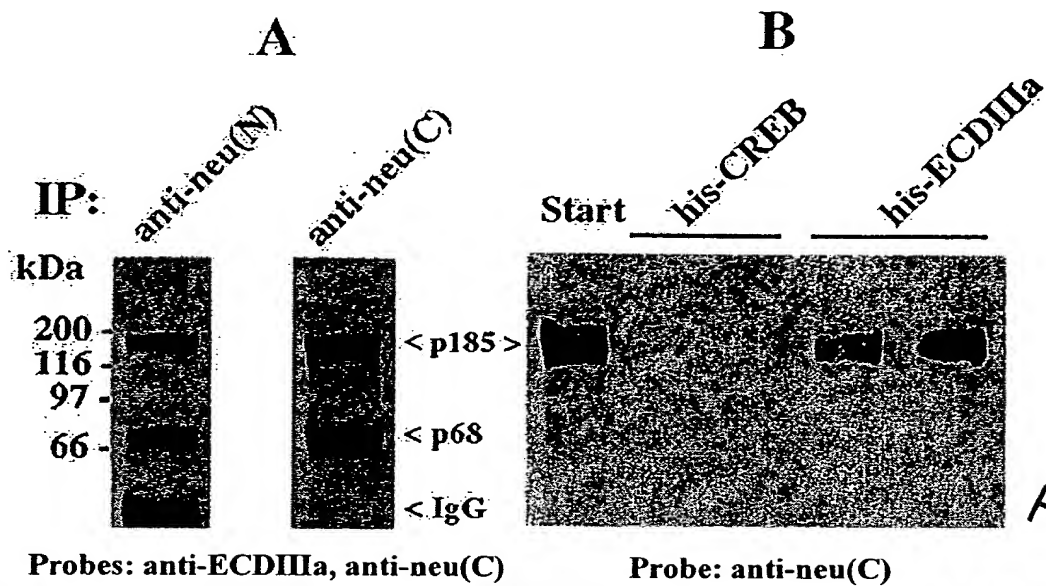 A
B
IP:
anti-neu(N)
anti-neu(C)
Start
his-CREB
his-ECDIIIa
kDa
200 -
116 -
97 -
66 -
< p185 >
< p68
< IgG
Probes: anti-ECDIIIa, anti-neu(C)
Probe: anti-neu(C)